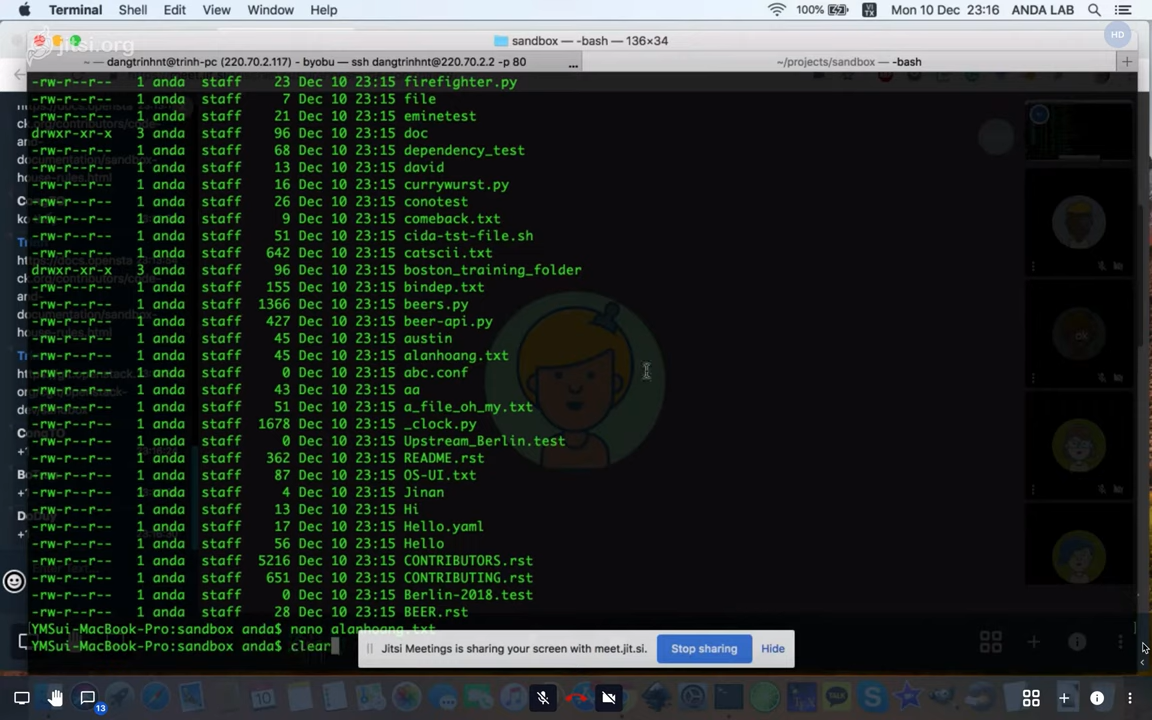 Terminal Shell Edit View Window Help 100% VI TX Mon 10 Dec 23:16 ANDA LAB
jitsi.org
sandbox — -bash — 136×34
HD
~ — dangtrinhnt@trinh-pc (220.70.2.117) - byobu — ssh dangtrinhnt@220.70.2.2 -p 80 ...
~/projects/sandbox — -bash
-rw-r--r-- 1 anda staff 23 Dec 10 23:15 firefighter.py
-rw-r--r-- 1 anda staff 7 Dec 10 23:15 file
-rw-r--r-- 1 anda staff 21 Dec 10 23:15 eminetest
drwxr-xr-x 3 anda staff 96 Dec 10 23:15 doc
-rw-r--r-- 1 anda staff 68 Dec 10 23:15 dependency_test
-rw-r--r-- 1 anda staff 13 Dec 10 23:15 david
-rw-r--r-- 1 anda staff 16 Dec 10 23:15 currywurst.py
-rw-r--r-- 1 anda staff 26 Dec 10 23:15 conotest
-rw-r--r-- 1 anda staff 9 Dec 10 23:15 comeback.txt
-rw-r--r-- 1 anda staff 51 Dec 10 23:15 cida-tst-file.sh
-rw-r--r-- 1 anda staff 642 Dec 10 23:15 catscii.txt
drwxr-xr-x 3 anda staff 96 Dec 10 23:15 boston_training_folder
-rw-r--r-- 1 anda staff 155 Dec 10 23:15 bindep.txt
-rw-r--r-- 1 anda staff 1366 Dec 10 23:15 beers.py
-rw-r--r-- 1 anda staff 427 Dec 10 23:15 beer-api.py
-rw-r--r-- 1 anda staff 45 Dec 10 23:15 austin
-rw-r--r-- 1 anda staff 45 Dec 10 23:15 alanhoang.txt
-rw-r--r-- 1 anda staff 0 Dec 10 23:15 abc.conf
-rw-r--r-- 1 anda staff 43 Dec 10 23:15 aa
-rw-r--r-- 1 anda staff 51 Dec 10 23:15 a_file_oh_my.txt
-rw-r--r-- 1 anda staff 1678 Dec 10 23:15 _clock.py
-rw-r--r-- 1 anda staff 0 Dec 10 23:15 Upstream_Berlin.test
-rw-r--r-- 1 anda staff 362 Dec 10 23:15 README.rst
-rw-r--r-- 1 anda staff 87 Dec 10 23:15 OS-UI.txt
-rw-r--r-- 1 anda staff 4 Dec 10 23:15 Jinan
-rw-r--r-- 1 anda staff 13 Dec 10 23:15 Hi
-rw-r--r-- 1 anda staff 17 Dec 10 23:15 Hello.yaml
-rw-r--r-- 1 anda staff 56 Dec 10 23:15 Hello
-rw-r--r-- 1 anda staff 5216 Dec 10 23:15 CONTRIBUTORS.rst
-rw-r--r-- 1 anda staff 651 Dec 10 23:15 CONTRIBUTING.rst
-rw-r--r-- 1 anda staff 0 Dec 10 23:15 Berlin-2018.test
-rw-r--r-- 1 anda staff 28 Dec 10 23:15 BEER.rst
YMSui-MacBook-Pro:sandbox anda$ nano alanhoang.txt
YMSui-MacBook-Pro:sandbox anda$ clear
ok
Jitsi Meetings is sharing your screen with meet.jit.si.
Stop sharing
Hide
10
13